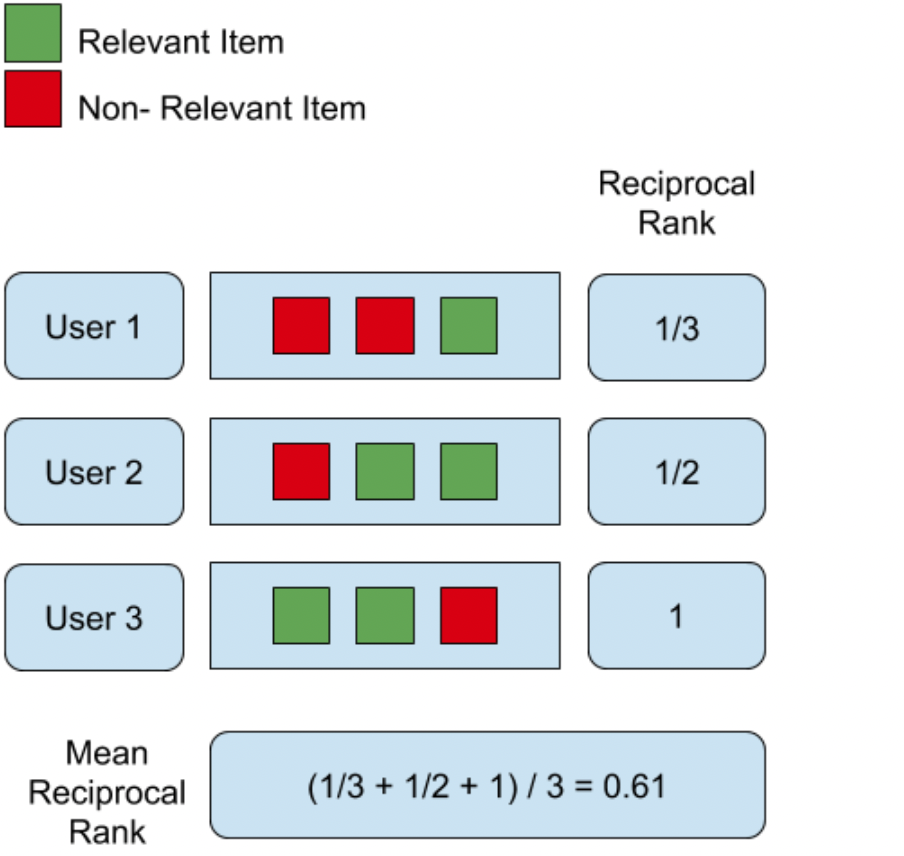 Relevant Item
Non- Relevant Item
Reciprocal
Rank
User 1
1/3
User 2
1/2
User 3
1
Mean
Reciprocal
Rank
(1/3 + 1/2 + 1) / 3 = 0.61